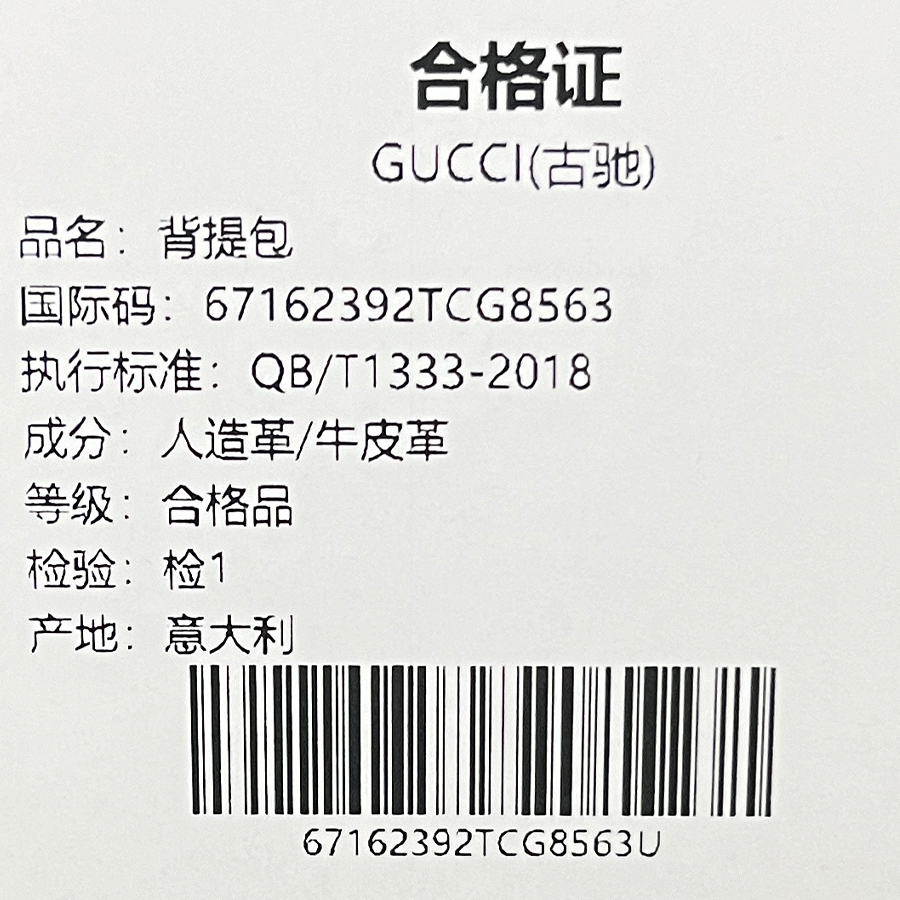 合格证
GUCCI(古驰)
品名：背提包
国际码：67162392TCG8563
执行标准：QB/T1333-2018
成分：人造革/牛皮革
等级：合格品
检验：检1
产地：意大利
67162392TCG8563U